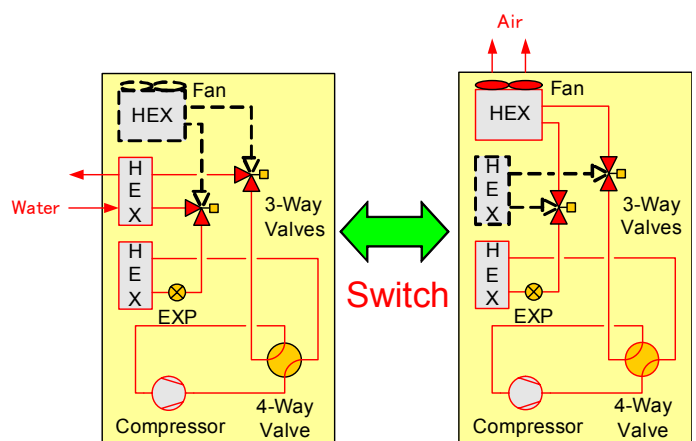 Fan
HEX
H
E
X
Water
3-Way
Valves
H
E
X
EXP
Compressor
4-Way
Valve
Switch
Air
Fan
HEX
H
E
X
3-Way
Valves
H
E
X
EXP
Compressor
4-Way
Valve